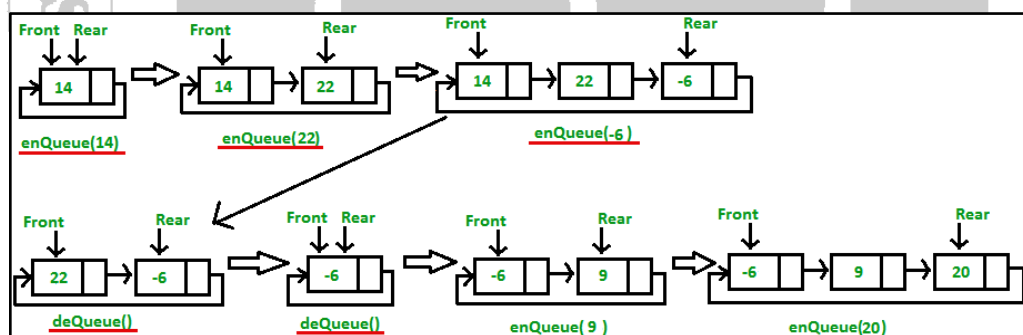 Front Rear
14
enQueue(14)
Front
14 22
Rear
enQueue(22)
Front
14 22 -6
Rear
enQueue(-6 )
Front Rear
22 -6
deQueue()
Front Rear
-6
deQueue()
Front Rear
-6 9
enQueue( 9 )
Front Rear
-6 9 20
enQueue(20)